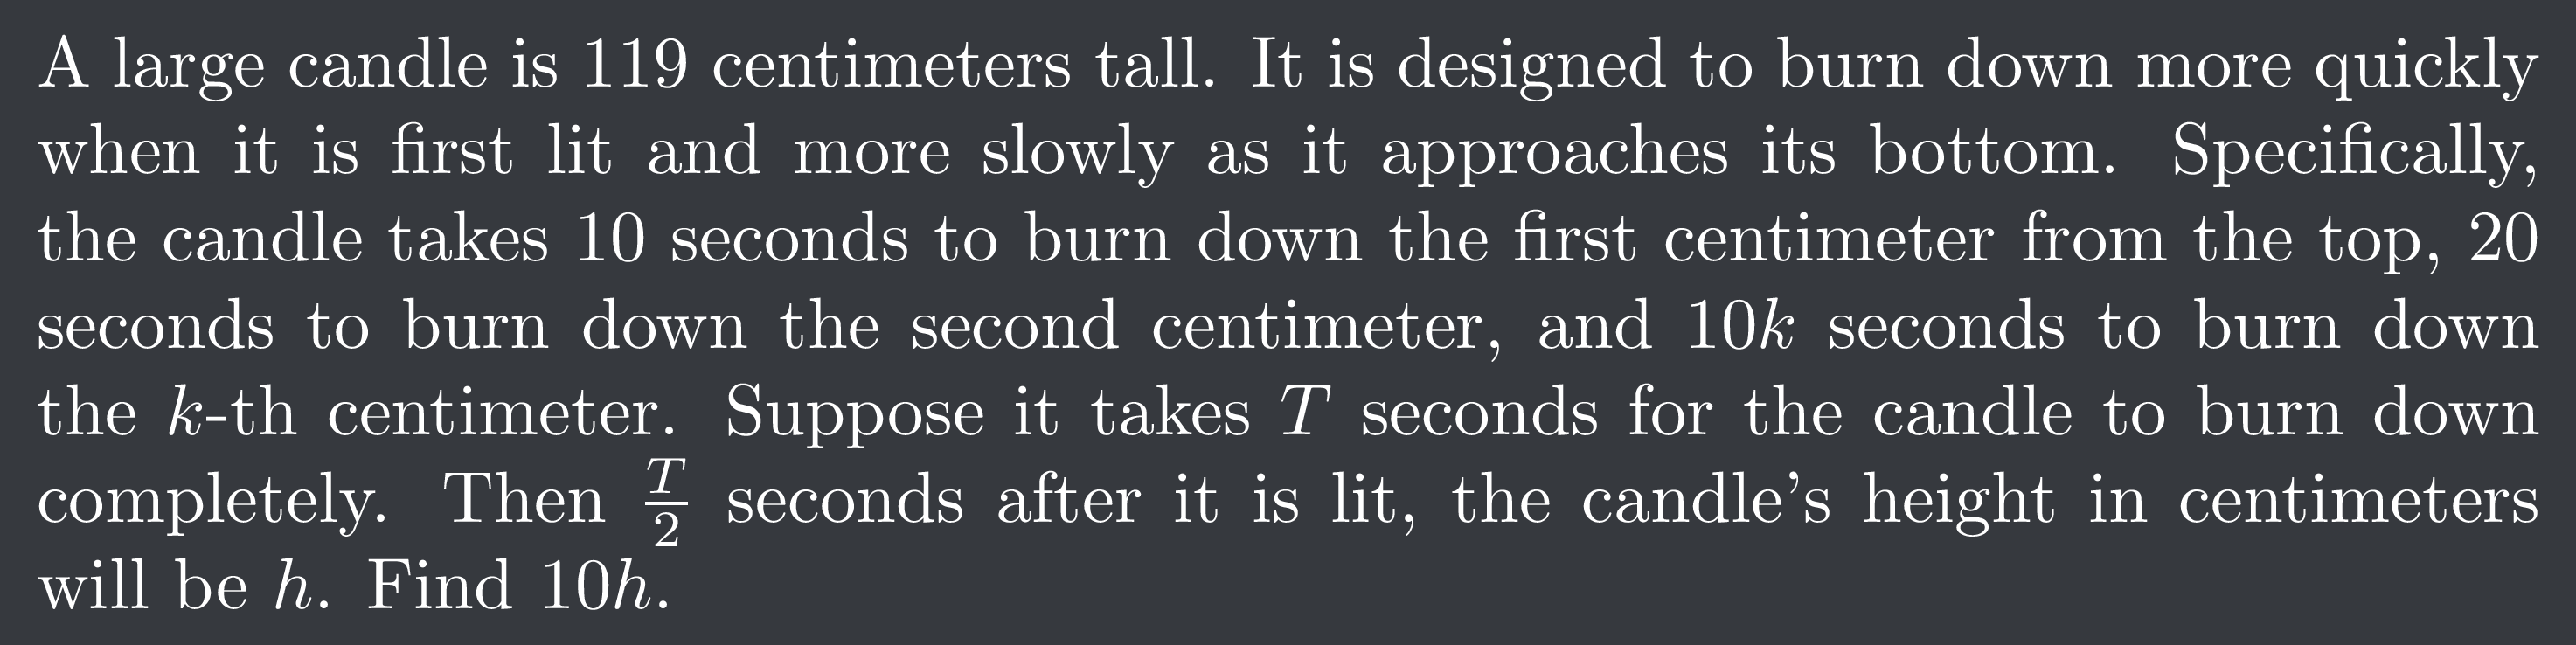 A large candle is 119 centimeters tall. It is designed to burn down more quickly
when it is first lit and more slowly as it approaches its bottom. Specifically,
the candle takes 10 seconds to burn down the first centimeter from the top, 20
seconds to burn down the second centimeter, and 10k seconds to burn down
the k-th centimeter. Suppose it takes T seconds for the candle to burn down
completely. Then \frac{T}{2} seconds after it is lit, the candle’s height in centimeters
will be h. Find 10h.